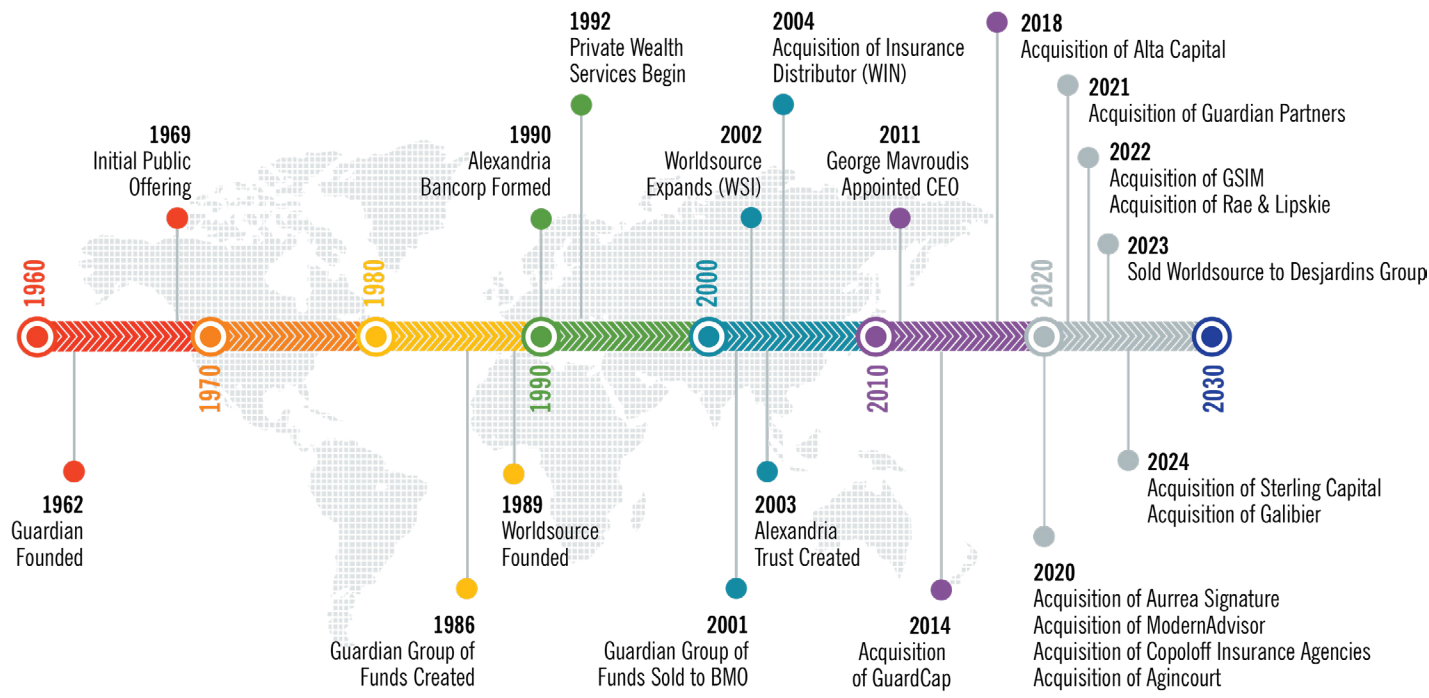 1992
Private Wealth
Services Begin
2004
Acquisition of Insurance
Distributor (WIN)
2018
Acquisition of Alta Capital
2021
Acquisition of Guardian Partners
1969
Initial Public
Offering
1990
Alexandria
Bancorp Formed
2002
Worldsource
Expands (WSI)
2011
George Mavroudis
Appointed CEO
2022
Acquisition of GSIM
Acquisition of Rae & Lipskie
2023
Sold Worldsource to Desjardins Group
1960
1970
1980
1990
2000
2010
2020
2030
1962
Guardian
Founded
1989
Worldsource
Founded
2003
Alexandria
Trust Created
2024
Acquisition of Sterling Capital
Acquisition of Galibier
1986
Guardian Group of
Funds Created
2001
Guardian Group of
Funds Sold to BMO
2014
Acquisition
of GuardCap
2020
Acquisition of Aurrea Signature
Acquisition of ModernAdvisor
Acquisition of Copoloff Insurance Agencies
Acquisition of Agincourt